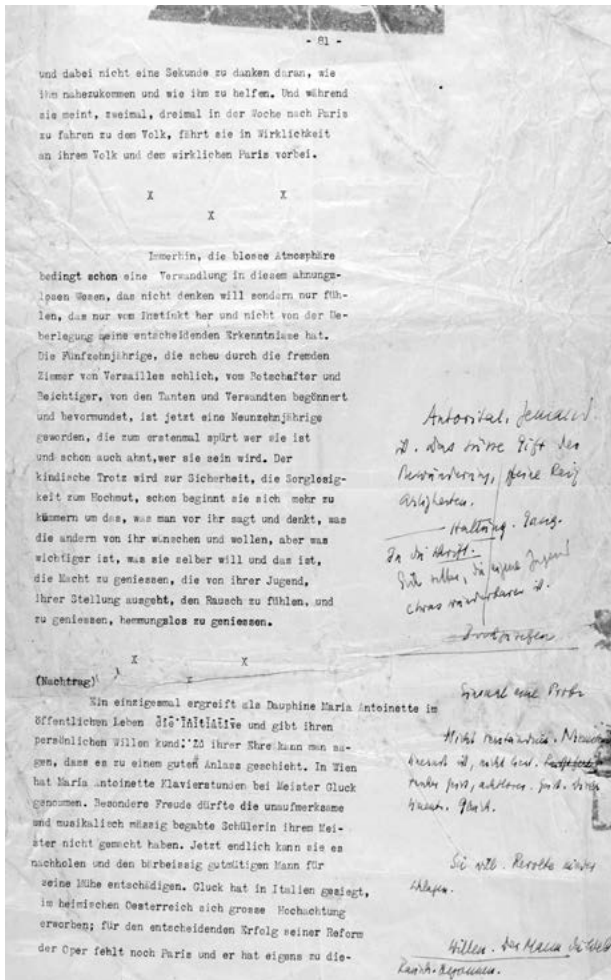 - 81 -
und dabei nicht eine Sekunde zu danken daran, wie
ihm nahezukommen und wie ihm zu helfen. Und während
sie meint, zweimal, dreimal in der Woche nach Paris
zu fahren zu dem Volk, fährt sie in Wirklichkeit
an ihrem Volk und dem wirklichen Paris vorbei.
X X
X
Immerhin, die blosse Atmosphäre
bedingt schon eine Verwandlung in diesem ahnungs-
losen Wesen, das nicht denken will sondern nur füh-
len, das nur vom Instinkt her und nicht von der Ue-
berlegung seine entscheidenden Erkenntnisse hat.
Die Fünfzehnjährige, die scheu durch die fremden
Zimmer von Versailles schlich, vom Botschafter und
Beichtiger, von den Tanten und Verwandten begönnert
und bevormundet, ist jetzt eine Neunzehnjährige
geworden, die zum erstenmal spürt wer sie ist
und schon auch ahnt,wer sie sein wird. Der
kindische Trotz wird zur Sicherheit, die Sorglosig-
keit zum Hochmut, schon beginnt sie sich mehr zu
kümmern um das, was man vor ihr sagt und denkt, was
die andern von ihr wünschen und wollen, aber was
wichtiger ist, was sie selber will und das ist,
die Macht zu geniessen, die von ihrer Jugend,
ihrer Stellung ausgeht, den Rausch zu fühlen, und
zu geniessen, hemmungslos zu geniessen.
Das süsse Gift der
Bewunderung,
Haltung.
X X
X
(Nachtrag)
Ein einzigesmal ergreift als Dauphine Maria Antoinette im
öffentlichen Leben die Initiative und gibt ihren
persönlichen Willen kund. Zu ihrer Ehre kann man sa-
gen, dass es zu einem guten Anlass geschieht. In Wien
hat Maria Antoinette Klavierstunden bei Meister Gluck
genommen. Besondere Freude dürfte die unaufmerksame
und musikalisch mässig begabte Schülerin ihrem Mei-
ster nicht gemacht haben. Jetzt endlich kann sie es
nachholen und den bärbeissig gutmütigen Mann für
seine Mühe entschädigen. Gluck hat in Italien gesiegt,
im heimischen Oesterreich sich grosse Hochachtung
erworben; für den entscheidenden Erfolg seiner Reform
der Oper fehlt noch Paris und er hat eigens zu die-
Sie will. Revolte